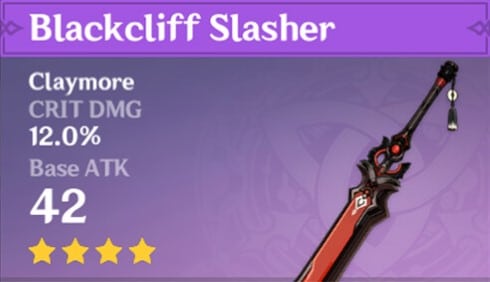 Blackcliff Slasher
Claymore
CRIT DMG
12.0%
Base ATK
42